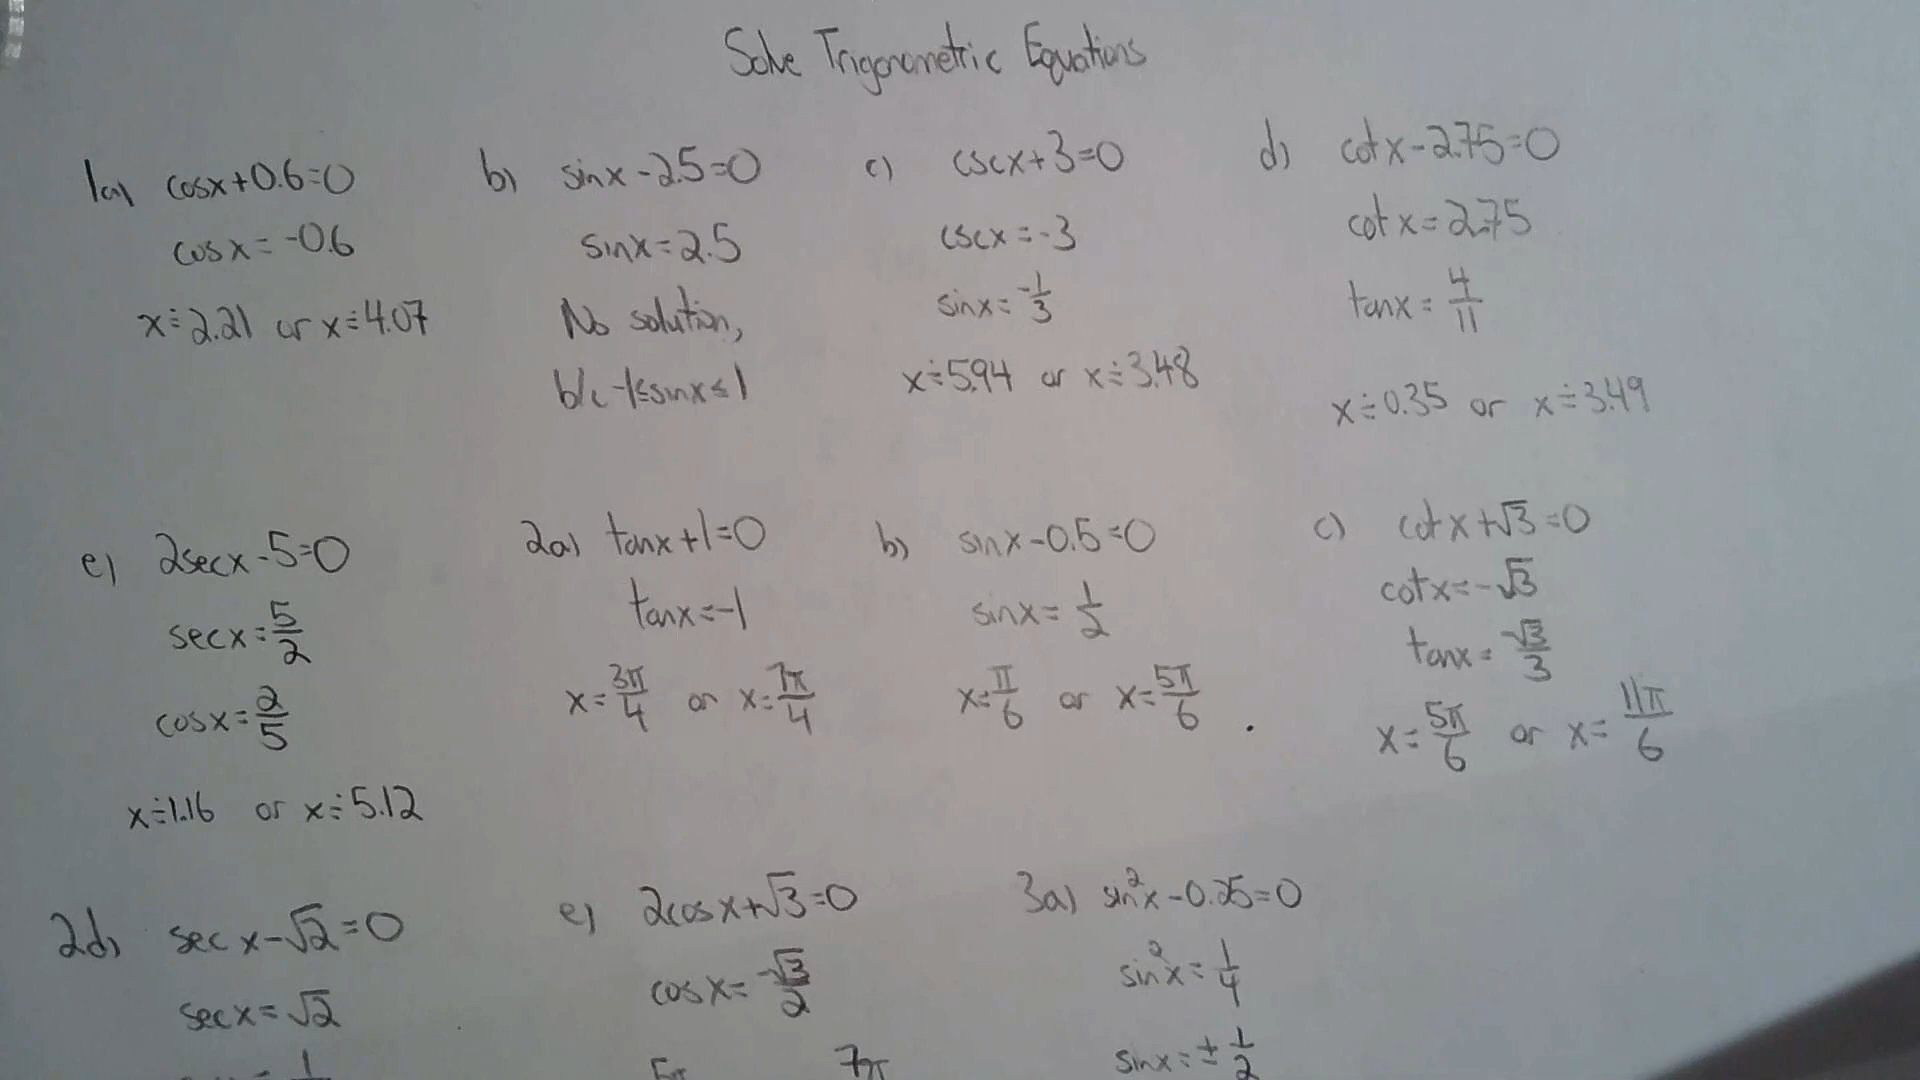 Solve Trigonometric Equations
1a) cosx+0.6=0
cosx=-0.6
x≐2.21 or x≐4.07
b) sinx-2.5=0
sinx=2.5
No solution,
b/c -1≤sinx≤1
c) cscx+3=0
cscx=-3
sinx=-1/3
x≐5.94 or x≐3.48
d) cotx-2.75=0
cotx=2.75
tanx=4/11
x≐0.35 or x≐3.49
e) 2secx-5=0
secx=5/2
cosx=2/5
x≐1.16 or x≐5.12
2a) tanx+1=0
tanx=-1
x=3π/4 or x=7π/4
b) sinx-0.5=0
sinx=1/2
x=π/6 or x=5π/6
c) cotx+√3=0
cotx=-√3
tanx=-√3/3
x=5π/6 or x=11π/6
2d) secx-√2=0
secx=√2
e) 2cosx+√3=0
cosx=-√3/2
5π 7π
3a) sin²x-0.25=0
sin²x=1/4
sinx=±1/2